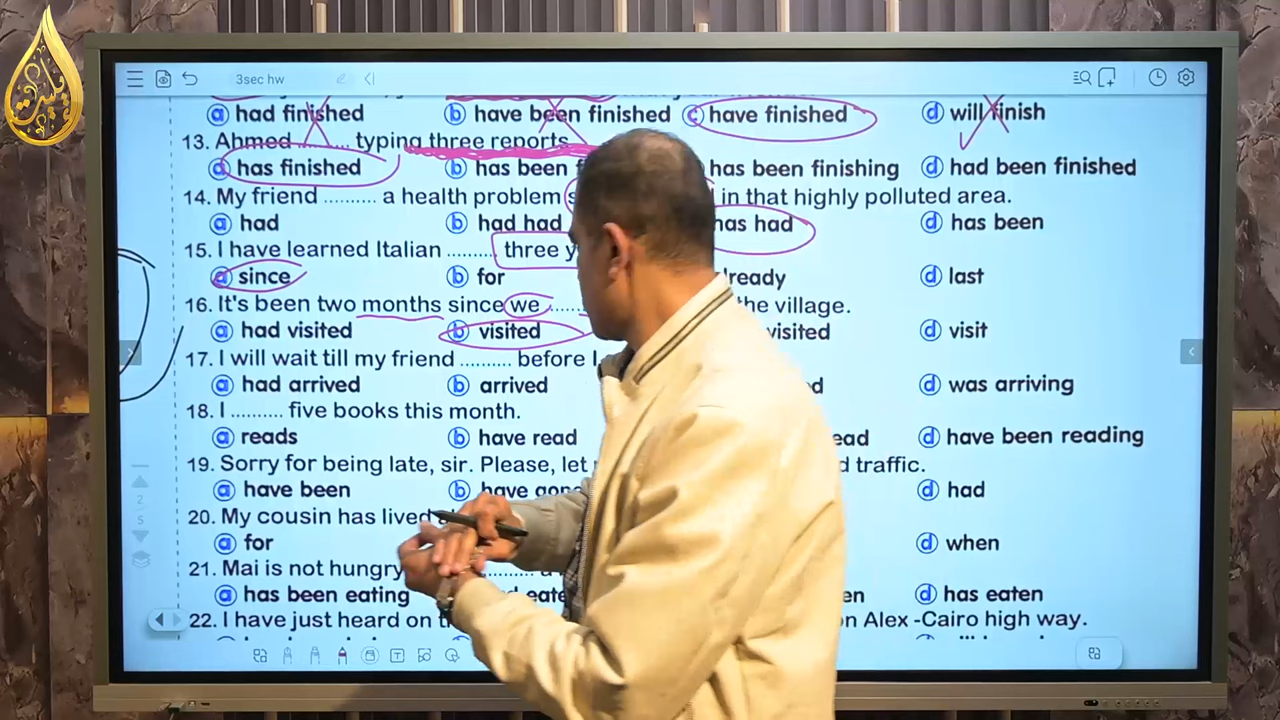 3sec hw
a had finished b have been finished c have finished d will finish
13. Ahmed .......... typing three reports
a has finished b has been has been finishing d had been finished
14. My friend .......... a health problem in that highly polluted area.
a had b had had has had d has been
15. I have learned Italian .......... three
a since b for d last
16. It's been two months since we the village.
a had visited b visited visited d visit
17. I will wait till my friend .......... before I
a had arrived b arrived d was arriving
18. I .......... five books this month.
a reads b have read d have been reading
19. Sorry for being late, sir. Please, let traffic.
a have been b have gone d had
20. My cousin has lived
a for d when
21. Mai is not hungry
a has been eating d has eaten
22. I have just heard on on Alex -Cairo high way.
2
5